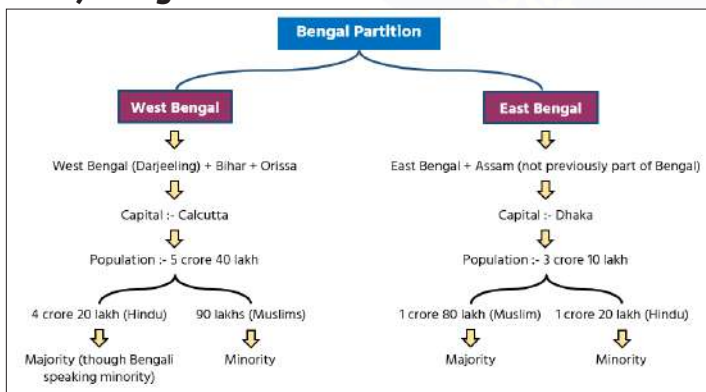 Bengal Partition
West Bengal
East Bengal
West Bengal (Darjeeling) + Bihar + Orissa
East Bengal + Assam (not previously part of Bengal)
Capital :- Calcutta
Capital :- Dhaka
Population :- 5 crore 40 lakh
Population :- 3 crore 10 lakh
4 crore 20 lakh (Hindu)
90 lakhs (Muslims)
1 crore 80 lakh (Muslim)
1 crore 20 lakh (Hindu)
Majority (though Bengali
speaking minority)
Minority
Majority
Minority